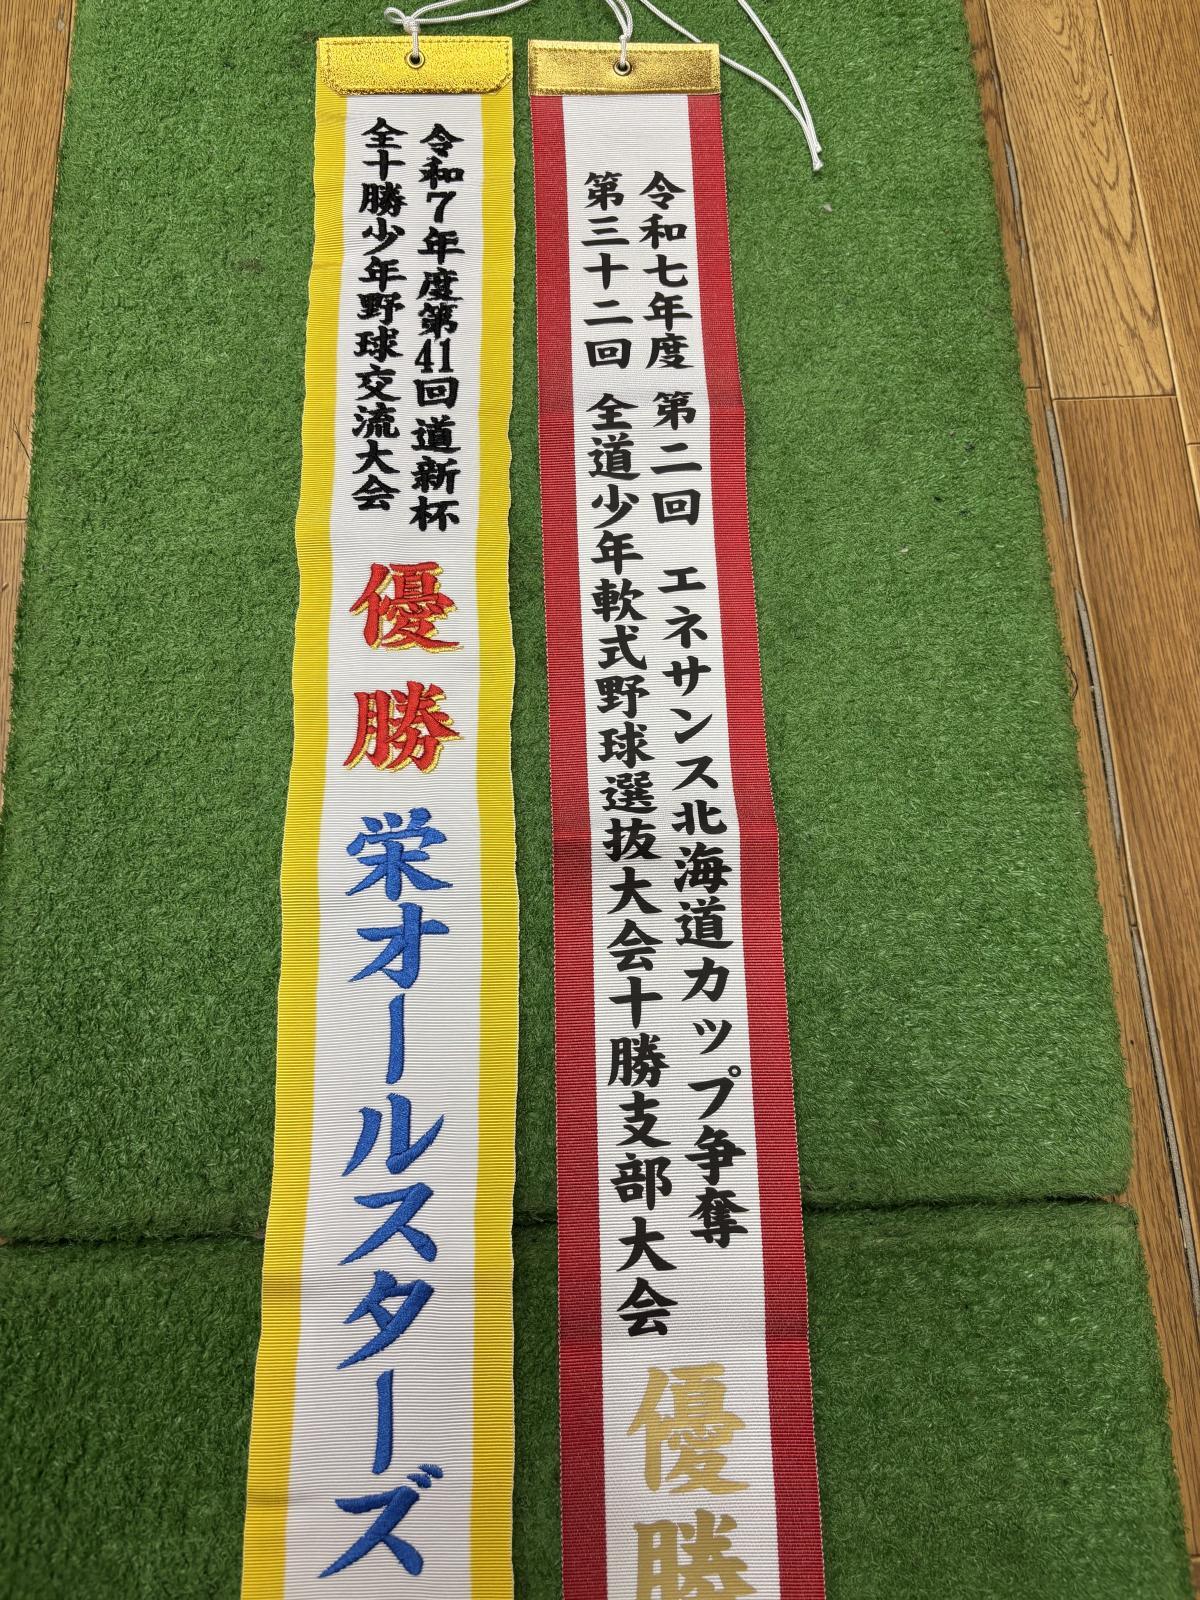 令和7年度第41回道新杯
全十勝少年野球交流大会
優勝
栄オールスターズ
令和七年度 第二回 エネサンス北海道カップ争奪
第三十二回 全道少年軟式野球選抜大会十勝支部大会
優勝